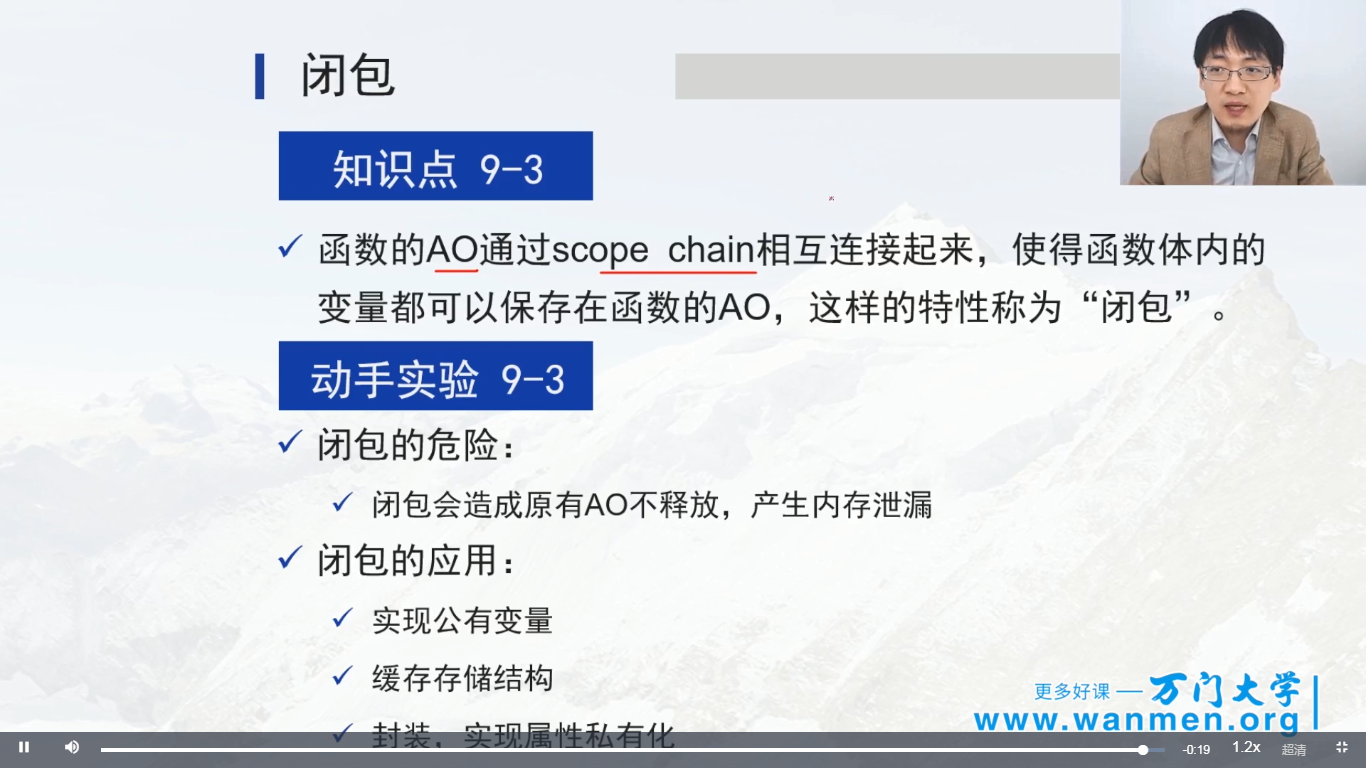 闭包
知识点 9-3
函数的AO通过scope chain相互连接起来，使得函数体内的
变量都可以保存在函数的AO，这样的特性称为“闭包”。
动手实验 9-3
闭包的危险：
闭包会造成原有AO不释放，产生内存泄漏
闭包的应用：
实现公有变量
缓存存储结构
封装，实现属性私有化
更多好课——万门大学
www.wanmen.org
-0:19
1.2x
超清